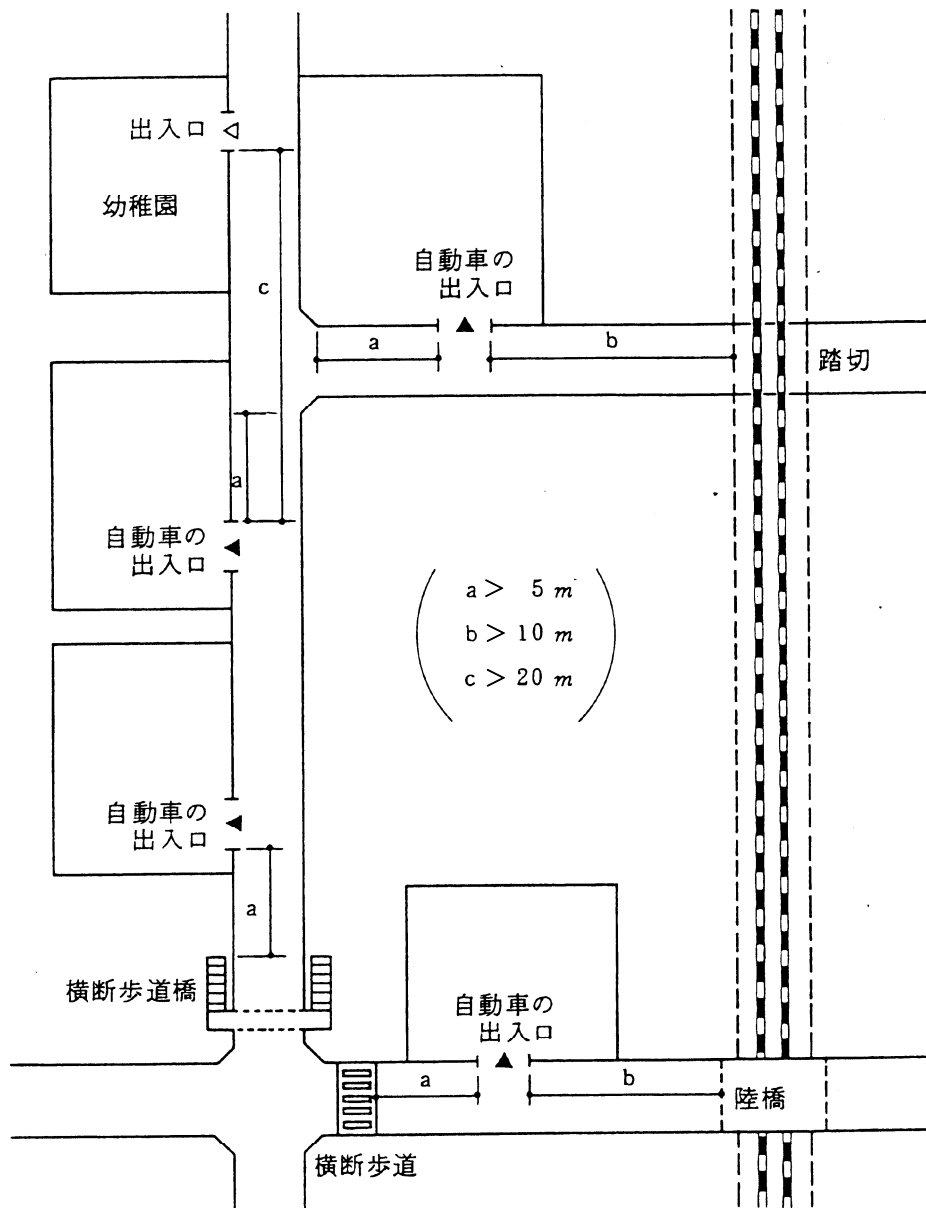 出入口
幼稚園
c
自動車の
出入口
a
b
踏切
a
自動車の
出入口
a > 5 m
b > 10 m
c > 20 m
自動車の
出入口
a
横断歩道橋
自動車の
出入口
a
b
陸橋
横断歩道